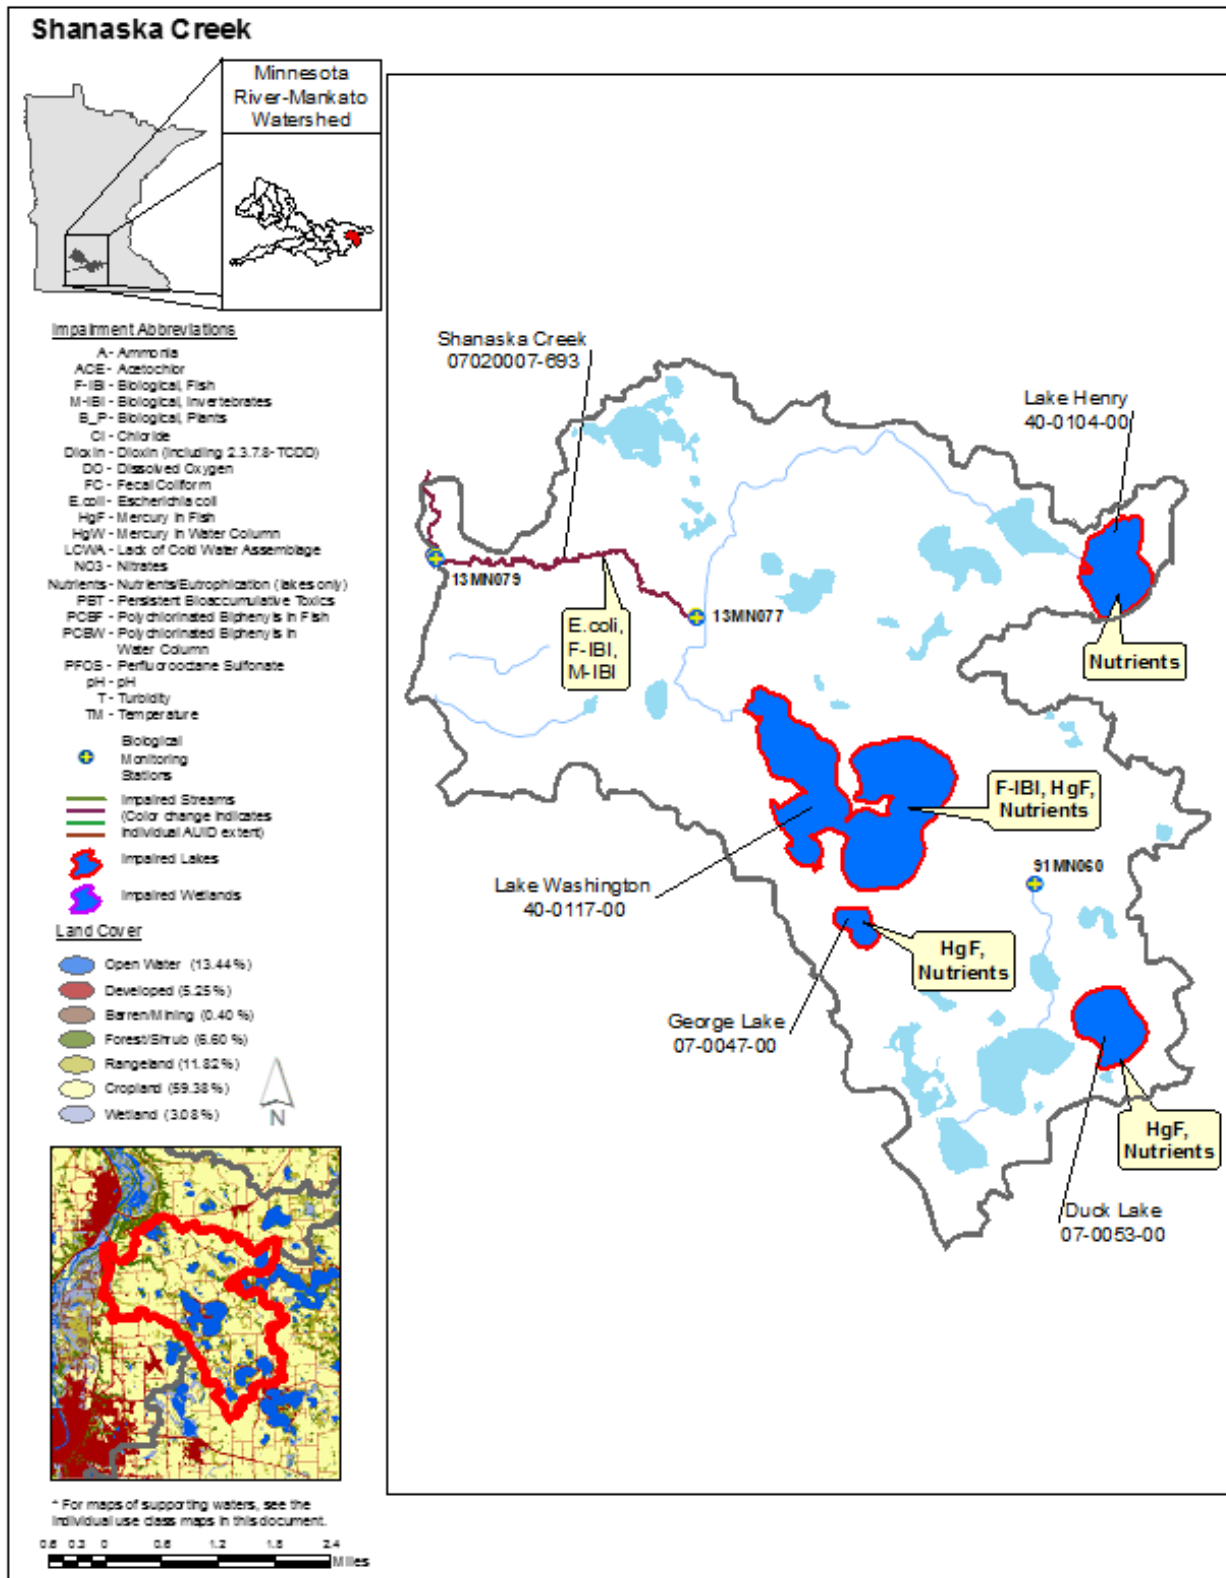 Shanaska Creek
Minnesota
River-Mankato
Watershed
Impairment Abbreviations
A - Ammonia
ACE - Acetochlor
F-IBI - Biological, Fish
M-IBI - Biological, Invertebrates
B_P - Biological, Plants
Cl - Chloride
Dioxin - Dioxin (including 2.3.7.8-TCDD)
DO - Dissolved Oxygen
FC - Fecal Coliform
E.coli - Escherichia coli
HgF - Mercury in Fish
HgW - Mercury in Water Column
LCWA - Lack of Cold Water Assemblage
NO3 - Nitrates
Nutrients - Nutrients/Eutrophication (lakes only)
PBT - Persistent Bioaccumulative Toxics
PCBF - Polychlorinated Biphenyls in Fish
PCBW - Polychlorinated Biphenyls in
Water Column
PFOS - Perfluorooctane Sulfonate
pH - pH
T - Turbidity
TM - Temperature
Biological
Monitoring
Stations
Impaired Streams
(Color change indicates
individual AUID extent)
Impaired Lakes
Impaired Wetlands
Land Cover
Open Water (13.44%)
Developed (5.25%)
Barren/Mining (0.40%)
Forest/Shrub (6.60%)
Rangeland (11.82%)
Cropland (59.38%)
Wetland (3.08%)
N
* For maps of supporting waters, see the
individual use class maps in this document.
0.6 0.3 0 0.6 1.2 1.8 2.4
Miles
Shanaska Creek
07020007-693
Lake Henry
40-0104-00
13MN079
13MN077
E.coli,
F-IBI,
M-IBI
Nutrients
F-IBI, HgF,
Nutrients
91MN060
Lake Washington
40-0117-00
HgF,
Nutrients
George Lake
07-0047-00
HgF,
Nutrients
Duck Lake
07-0053-00